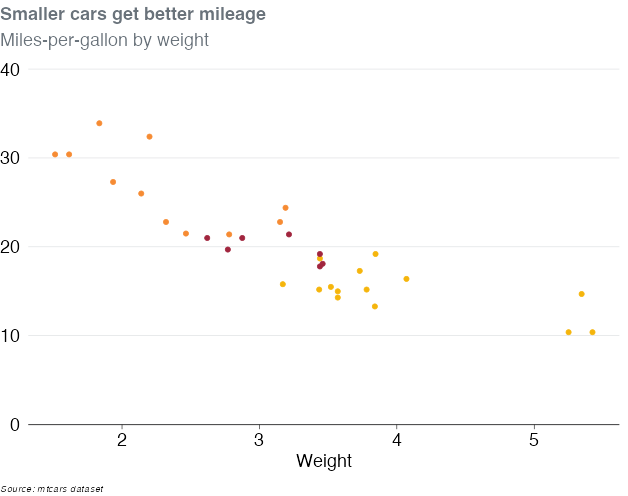 Smaller cars get better mileage
Miles-per-gallon by weight
40
30
20
10
0
2 3 4 5
Weight
Source: mtcars dataset